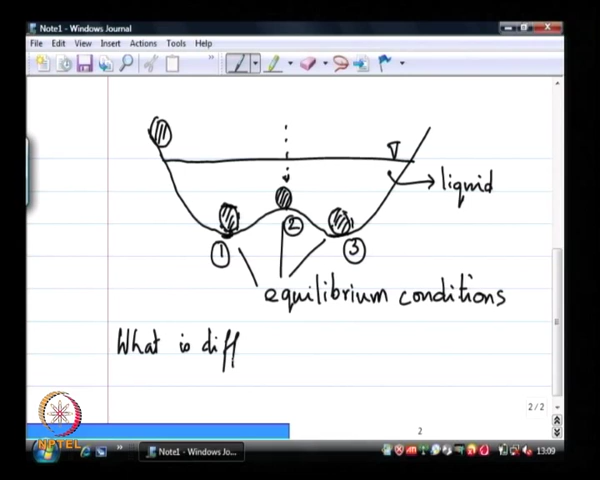 Note1 - Windows Journal
File Edit View Insert Actions Tools Help
liquid
1
2
3
equilibrium conditions
What is diff
2 / 2
2
NPTEL
Note1 - Windows Jo...
13:09